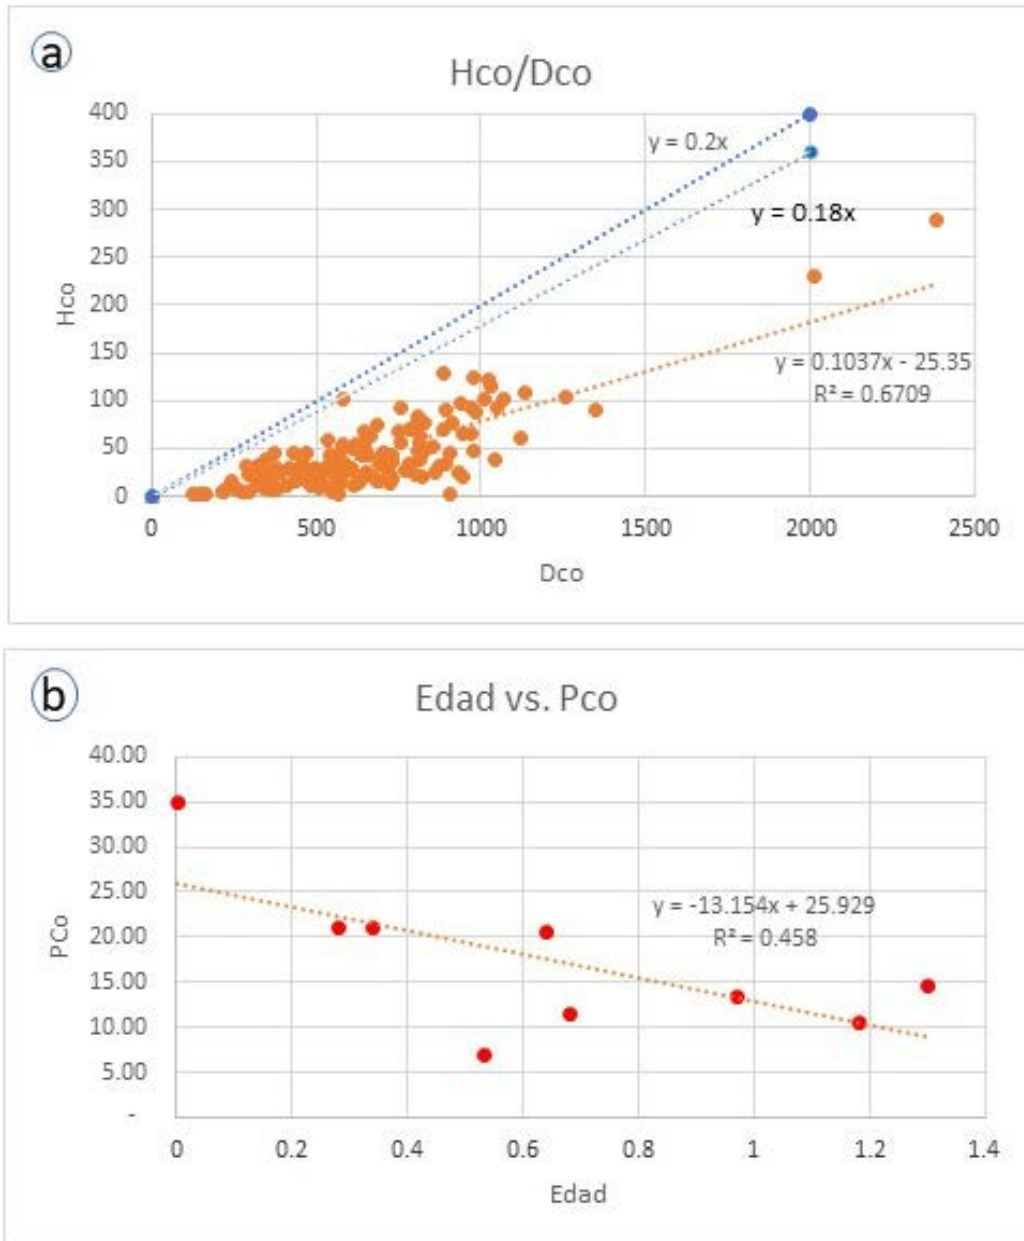 a
Hco/Dco
400
350
300
250
200
150
100
50
0
Hco
y = 0.2x
y = 0.18x
y = 0.1037x - 25.35
R² = 0.6709
0 500 1000 1500 2000 2500
Dco
b
Edad vs. Pco
40.00
35.00
30.00
25.00
20.00
15.00
10.00
5.00
-
PCo
y = -13.154x + 25.929
R² = 0.458
0 0.2 0.4 0.6 0.8 1 1.2 1.4
Edad